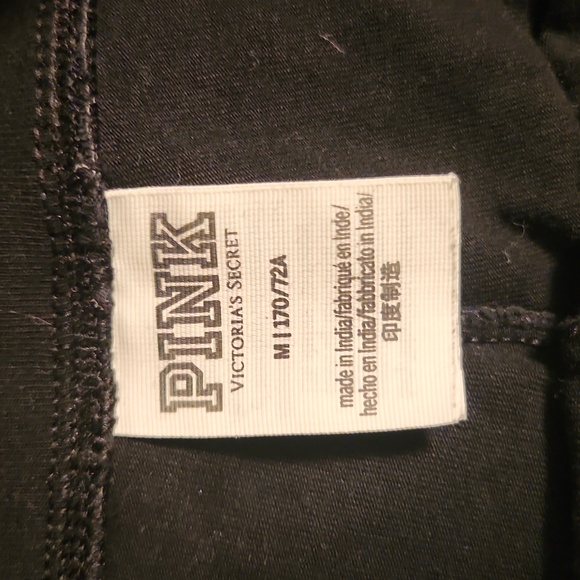 PINK
VICTORIA'S SECRET
M | 170/72A
made in India/fabriqué en Inde/
hecho en India/fabbricato in India/
印度制造